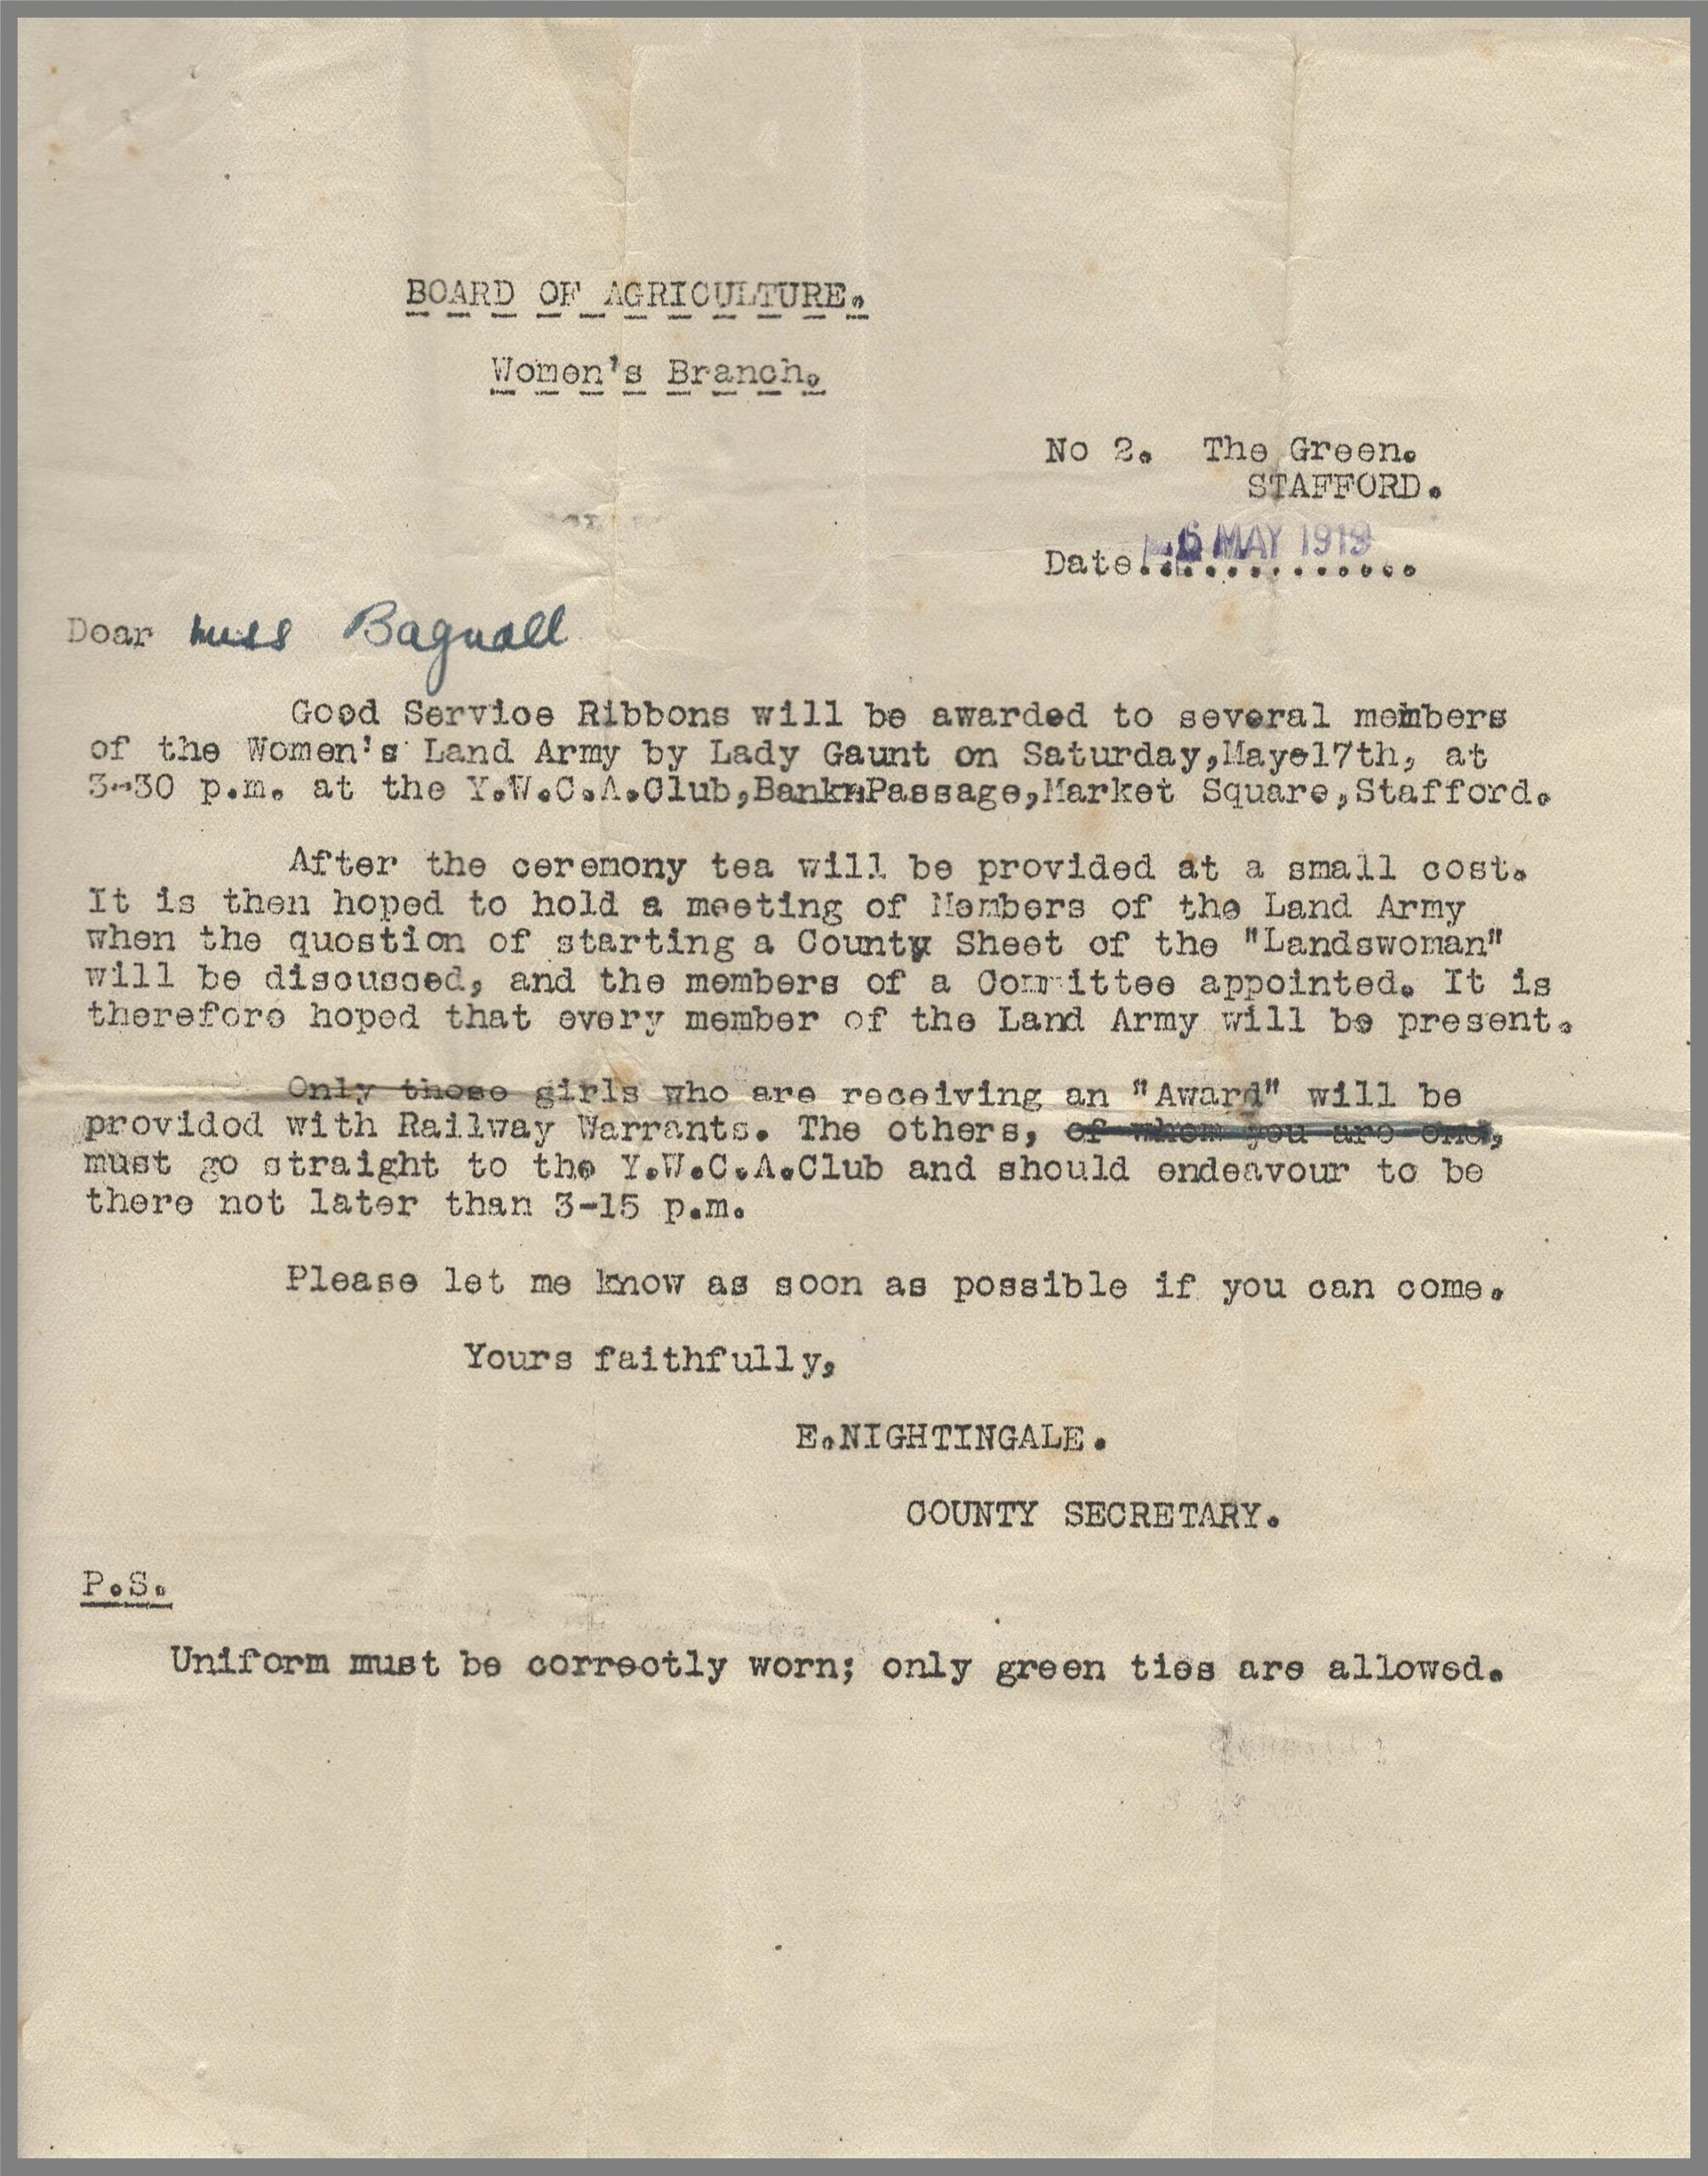 BOARD OF AGRICULTURE.
Women's Branch.
No 2. The Green.
STAFFORD.
Date.............
6 MAY 1919
Dear Miss Bagnall
Good Service Ribbons will be awarded to several members
of the Women's Land Army by Lady Gaunt on Saturday,May 17th, at
3-30 p.m. at the Y.W.C.A.Club,Bank Passage,Market Square,Stafford.
After the ceremony tea will be provided at a small cost.
It is then hoped to hold a meeting of Members of the Land Army
when the question of starting a County Sheet of the "Landswoman"
will be discussed, and the members of a Committee appointed. It is
therefore hoped that every member of the Land Army will be present.
Only those girls who are receiving an "Award" will be
provided with Railway Warrants. The others, of whom you are one,
must go straight to the Y.W.C.A.Club and should endeavour to be
there not later than 3-15 p.m.
Please let me know as soon as possible if you can come.
Yours faithfully,
E.NIGHTINGALE.
COUNTY SECRETARY.
P.S.
Uniform must be correctly worn; only green ties are allowed.